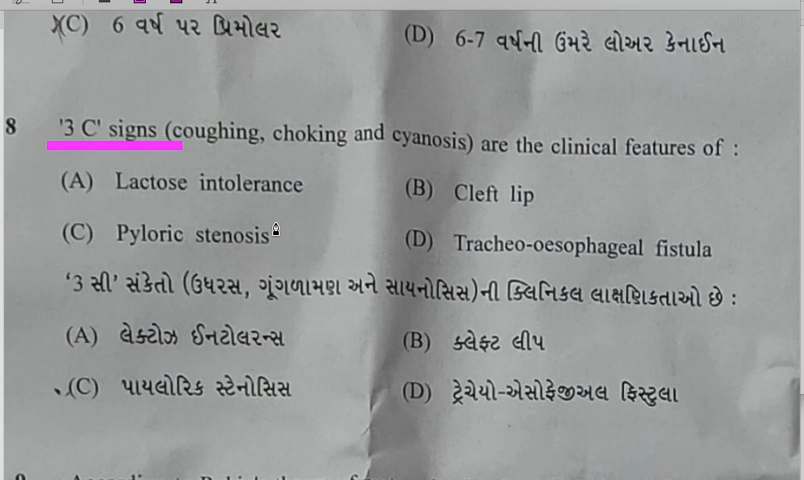 (C) 6 વર્ષ પર પ્રિમોલર (D) 6-7 વર્ષની ઉંમરે લોઅર કેનાઈન
8 '3 C' signs (coughing, choking and cyanosis) are the clinical features of :
(A) Lactose intolerance (B) Cleft lip
(C) Pyloric stenosis (D) Tracheo-oesophageal fistula
'3 સી' સંકેતો (ઉધરસ, ગૂંગળામણ અને સાયનોસિસ)ની ક્લિનિકલ લાક્ષણિકતાઓ છે :
(A) લેક્ટોઝ ઈનટોલરન્સ (B) ક્લેફ્ટ લીપ
(C) પાયલોરિક સ્ટેનોસિસ (D) ટ્રેચેયો-એસોફેજીઅલ ફિસ્ટુલા